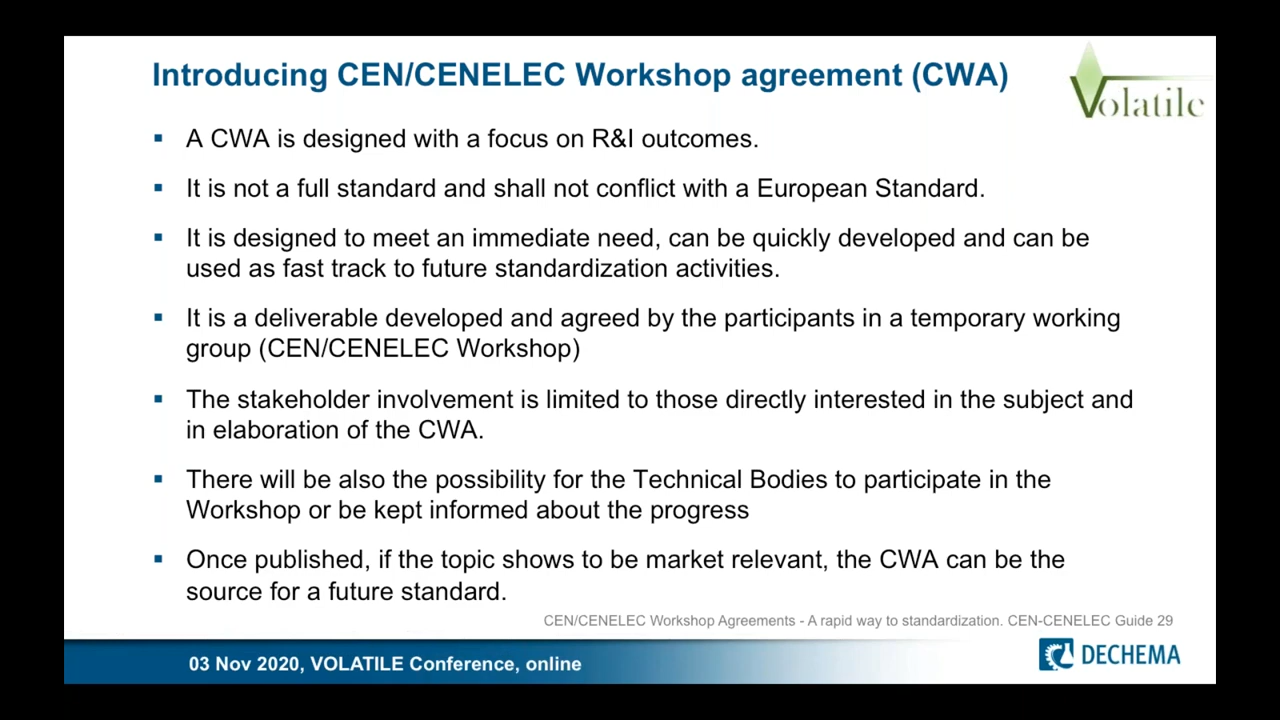 Introducing CEN/CENELEC Workshop agreement (CWA)
Volatile
▪ A CWA is designed with a focus on R&I outcomes.
▪ It is not a full standard and shall not conflict with a European Standard.
▪ It is designed to meet an immediate need, can be quickly developed and can be
used as fast track to future standardization activities.
▪ It is a deliverable developed and agreed by the participants in a temporary working
group (CEN/CENELEC Workshop)
▪ The stakeholder involvement is limited to those directly interested in the subject and
in elaboration of the CWA.
▪ There will be also the possibility for the Technical Bodies to participate in the
Workshop or be kept informed about the progress
▪ Once published, if the topic shows to be market relevant, the CWA can be the
source for a future standard.
CEN/CENELEC Workshop Agreements - A rapid way to standardization. CEN-CENELEC Guide 29
03 Nov 2020, VOLATILE Conference, online
DECHEMA